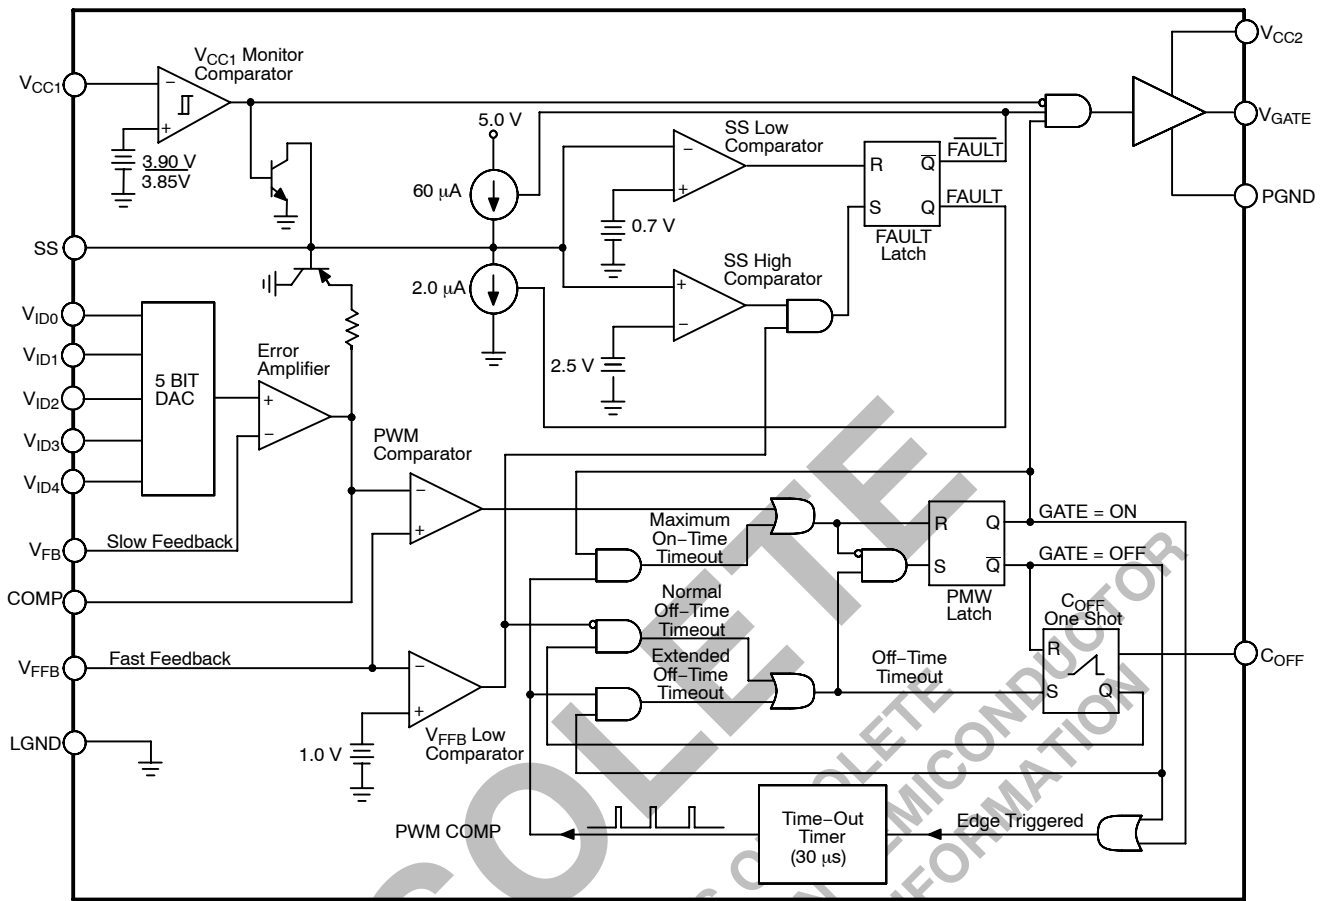 VCC1 Monitor
Comparator
VCC1
−
+
3.90 V
3.85V
5.0 V
60 μA
SS Low
Comparator
−
+
0.7 V
R
Q
S
Q
FAULT
FAULT
FAULT
Latch
VCC2
VGATE
PGND
SS
2.0 μA
SS High
Comparator
+
−
2.5 V
VID0
VID1
VID2
VID3
VID4
5 BIT
DAC
Error
Amplifier
+
−
PWM
Comparator
−
+
VFB
Slow Feedback
COMP
VFFB
Fast Feedback
−
+
1.0 V
VFFB Low
Comparator
LGND
Maximum
On−Time
Timeout
Normal
Off−Time
Timeout
Extended
Off−Time
Timeout
R
Q
S
Q
PMW
Latch
GATE = ON
GATE = OFF
COFF
One Shot
R
S
Q
COFF
Off−Time
Timeout
PWM COMP
Time−Out
Timer
(30 μs)
Edge Triggered
OLETE
OLETE
EMICONDUCTOR
S O
N
INFORMATION